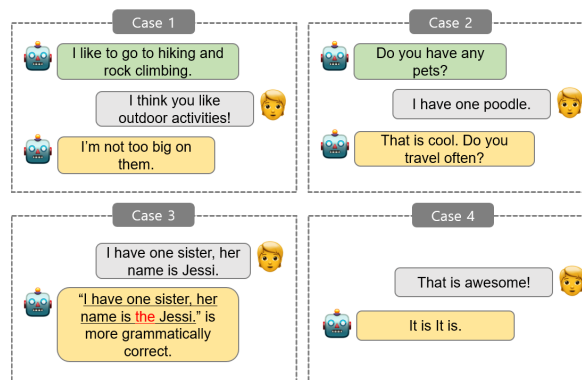 Case 1
I like to go to hiking and
rock climbing.
I think you like
outdoor activities!
I'm not too big on
them.
Case 2
Do you have any
pets?
I have one poodle.
That is cool. Do you
travel often?
Case 3
I have one sister, her
name is Jessi.
“I have one sister, her
name is the Jessi.” is
more grammatically
correct.
Case 4
That is awesome!
It is It is.